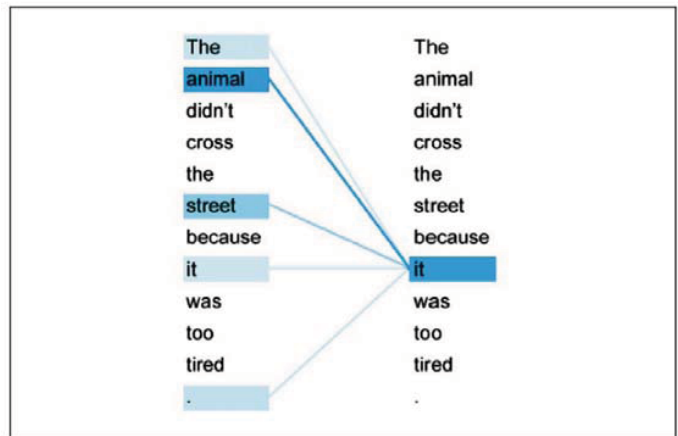 The The
animal animal
didn't didn't
cross cross
the the
street street
because because
it it
was was
too too
tired tired
. .